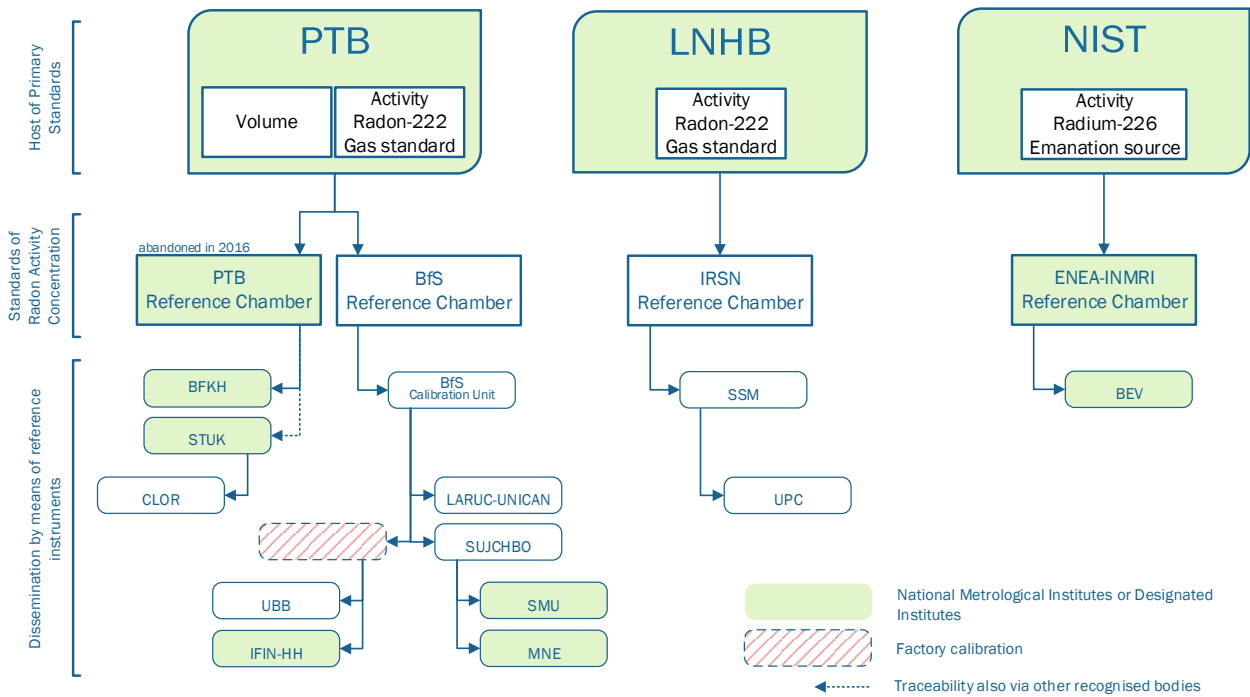 Host of Primary
Standards
PTB
Volume
Activity
Radon-222
Gas standard
LNHB
Activity
Radon-222
Gas standard
NIST
Activity
Radium-226
Emanation source
Standards of
Radon Activity
Concentration
abandoned in 2016
PTB
Reference Chamber
BfS
Reference Chamber
IRSN
Reference Chamber
ENEA-INMRI
Reference Chamber
Dissemination by means of reference
instruments
BFKH
STUK
CLOR
BfS
Calibration Unit
LARUC-UNICAN
SUJCHBO
UBB
IFIN-HH
SMU
MNE
SSM
UPC
BEV
National Metrological Institutes or Designated
Institutes
Factory calibration
Traceability also via other recognised bodies